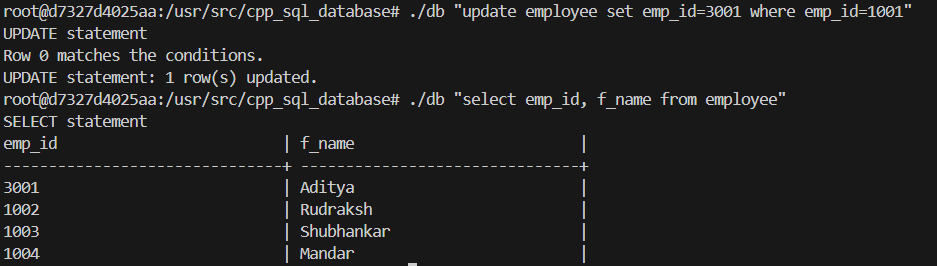 root@d7327d4025aa:/usr/src/cpp_sql_database# ./db "update employee set emp_id=3001 where emp_id=1001"
UPDATE statement
Row 0 matches the conditions.
UPDATE statement: 1 row(s) updated.
root@d7327d4025aa:/usr/src/cpp_sql_database# ./db "select emp_id, f_name from employee"
SELECT statement
emp_id                        | f_name                        |
------------------------------+ ------------------------------+
3001                          | Aditya                        |
1002                          | Rudraksh                      |
1003                          | Shubhankar                    |
1004                          | Mandar                        |